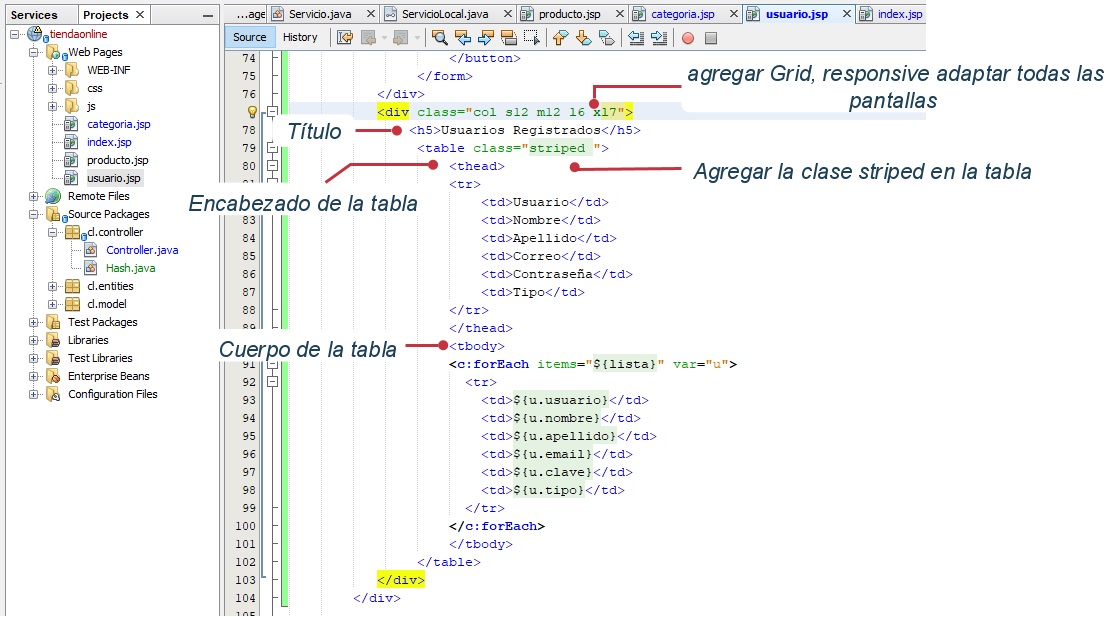 Services Projects
tiendaonline
Web Pages
WEB-INF
css
js
categoria.jsp
index.jsp
producto.jsp
usuario.jsp
Remote Files
Source Packages
cl.controller
Controller.java
Hash.java
cl.entities
cl.model
Test Packages
Libraries
Test Libraries
Enterprise Beans
Configuration Files
...age Servicio.java ServicioLocal.java producto.jsp categoria.jsp usuario.jsp index.jsp
Source History
74 </button>
75 </form>
76 </div>
<div class="col s12 m12 l6 xl7">
78 <h5>Usuarios Registrados</h5>
79 <table class="striped ">
80 <thead>
<tr>
<td>Usuario</td>
83 <td>Nombre</td>
84 <td>Apellido</td>
85 <td>Correo</td>
86 <td>Contraseña</td>
87 <td>Tipo</td>
88 </tr>
89 </thead>
<tbody>
91 <c:forEach items="${lista}" var="u">
92 <tr>
93 <td>${u.usuario}</td>
94 <td>${u.nombre}</td>
95 <td>${u.apellido}</td>
96 <td>${u.email}</td>
97 <td>${u.clave}</td>
98 <td>${u.tipo}</td>
99 </tr>
100 </c:forEach>
101 </tbody>
102 </table>
103 </div>
104 </div>
agregar Grid, responsive adaptar todas las
pantallas
Título
Agregar la clase striped en la tabla
Encabezado de la tabla
Cuerpo de la tabla